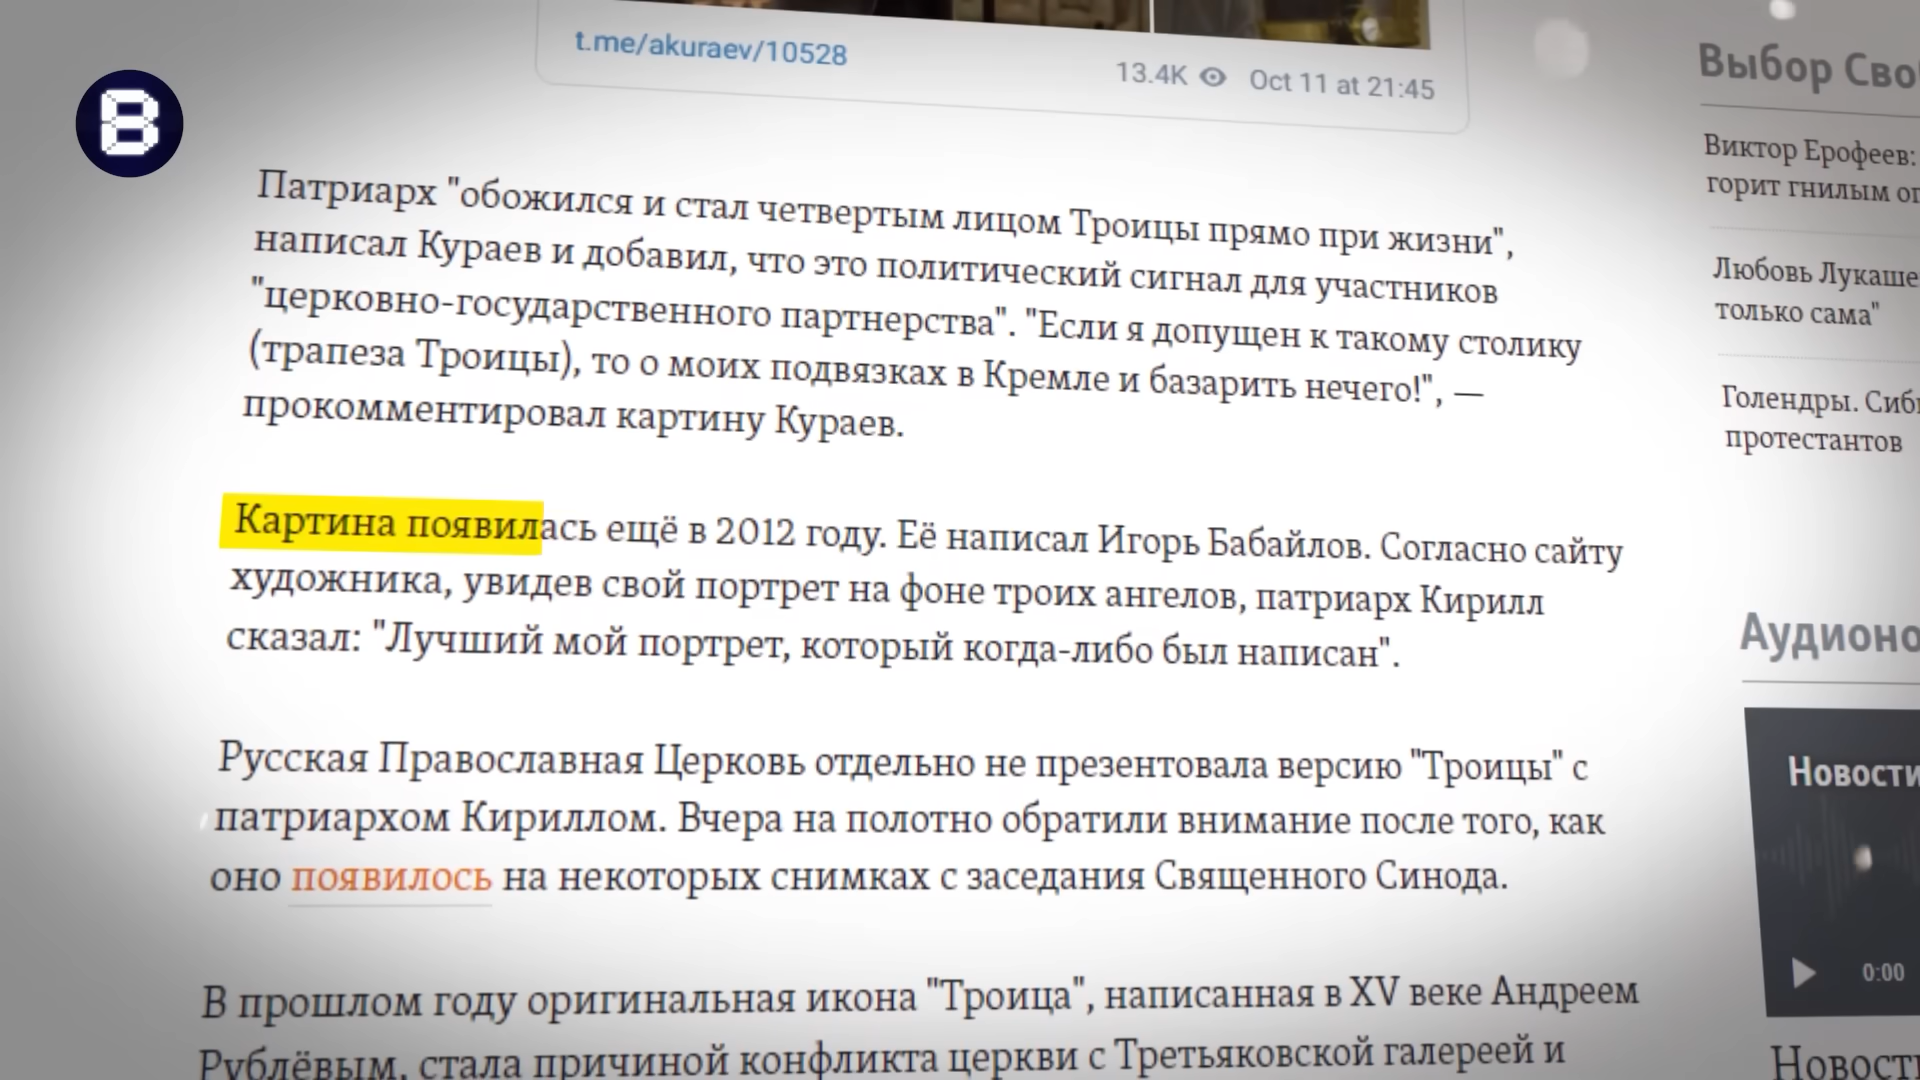 t.me/akuraev/10528
13.4K Oct 11 at 21:45
B
Патриарх "обожился и стал четвертым лицом Троицы прямо при жизни",
написал Кураев и добавил, что это политический сигнал для участников
"церковно-государственного партнерства". "Если я допущен к такому столику
(трапеза Троицы), то о моих подвязках в Кремле и базарить нечего!", —
прокомментировал картину Кураев.
Картина появилась ещё в 2012 году. Её написал Игорь Бабайлов. Согласно сайту
художника, увидев свой портрет на фоне троих ангелов, патриарх Кирилл
сказал: "Лучший мой портрет, который когда-либо был написан".
Русская Православная Церковь отдельно не презентовала версию "Троицы" с
патриархом Кириллом. Вчера на полотно обратили внимание после того, как
оно появилось на некоторых снимках с заседания Священного Синода.
В прошлом году оригинальная икона "Троица", написанная в XV веке Андреем
Рублёвым, стала причиной конфликта церкви с Третьяковской галереей и
Выбор
Виктор Ерофеев:
горит гнилым
Любовь
только сама"
Голендры.
протестантов
Новости
0:00